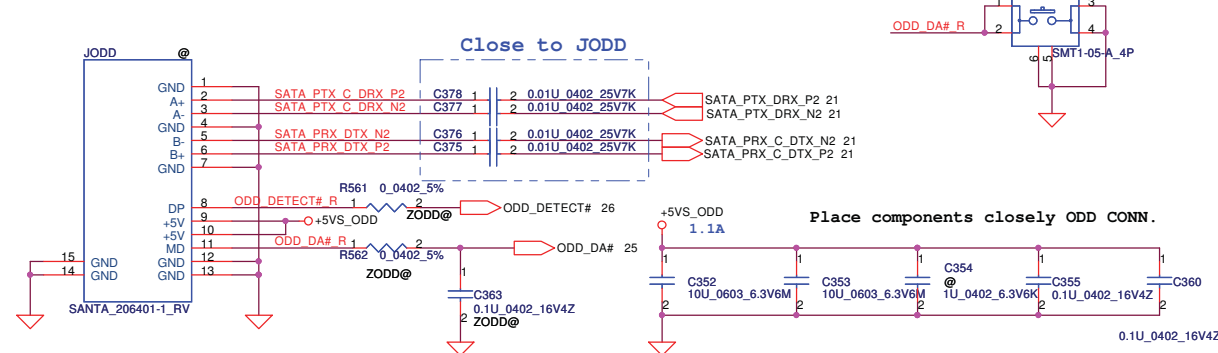 ODD_DA#_R
1
2
3
4
6
5
SMT1-05-A_4P
Close to JODD
JODD
@
GND 1
A+ 2 SATA_PTX_C_DRX_P2 C378 1 2 0.01U_0402_25V7K SATA_PTX_DRX_P2 21
A- 3 SATA_PTX_C_DRX_N2 C377 1 2 0.01U_0402_25V7K SATA_PTX_DRX_N2 21
GND 4
B- 5 SATA_PRX_DTX_N2 C376 1 2 0.01U_0402_25V7K SATA_PRX_C_DTX_N2 21
B+ 6 SATA_PRX_DTX_P2 C375 1 2 0.01U_0402_25V7K SATA_PRX_C_DTX_P2 21
GND 7
R561 0_0402_5%
DP 8 ODD_DETECT#_R 1 2 ODD_DETECT# 26
ZODD@
+5V 9 +5VS_ODD
+5V 10
MD 11 ODD_DA#_R 1 2 ODD_DA# 25
R562 0_0402_5%
ZODD@
15 GND GND 12
14 GND GND 13
SANTA_206401-1_RV
1
C363
0.1U_0402_16V4Z
2
ZODD@
+5VS_ODD
1.1A
Place components closely ODD CONN.
1 1 1 1 1
C352
10U_0603_6.3V6M
C353
10U_0603_6.3V6M
C354
@
1U_0402_6.3V6K
C355
0.1U_0402_16V4Z
C360
2 2 2 2 2
0.1U_0402_16V4Z